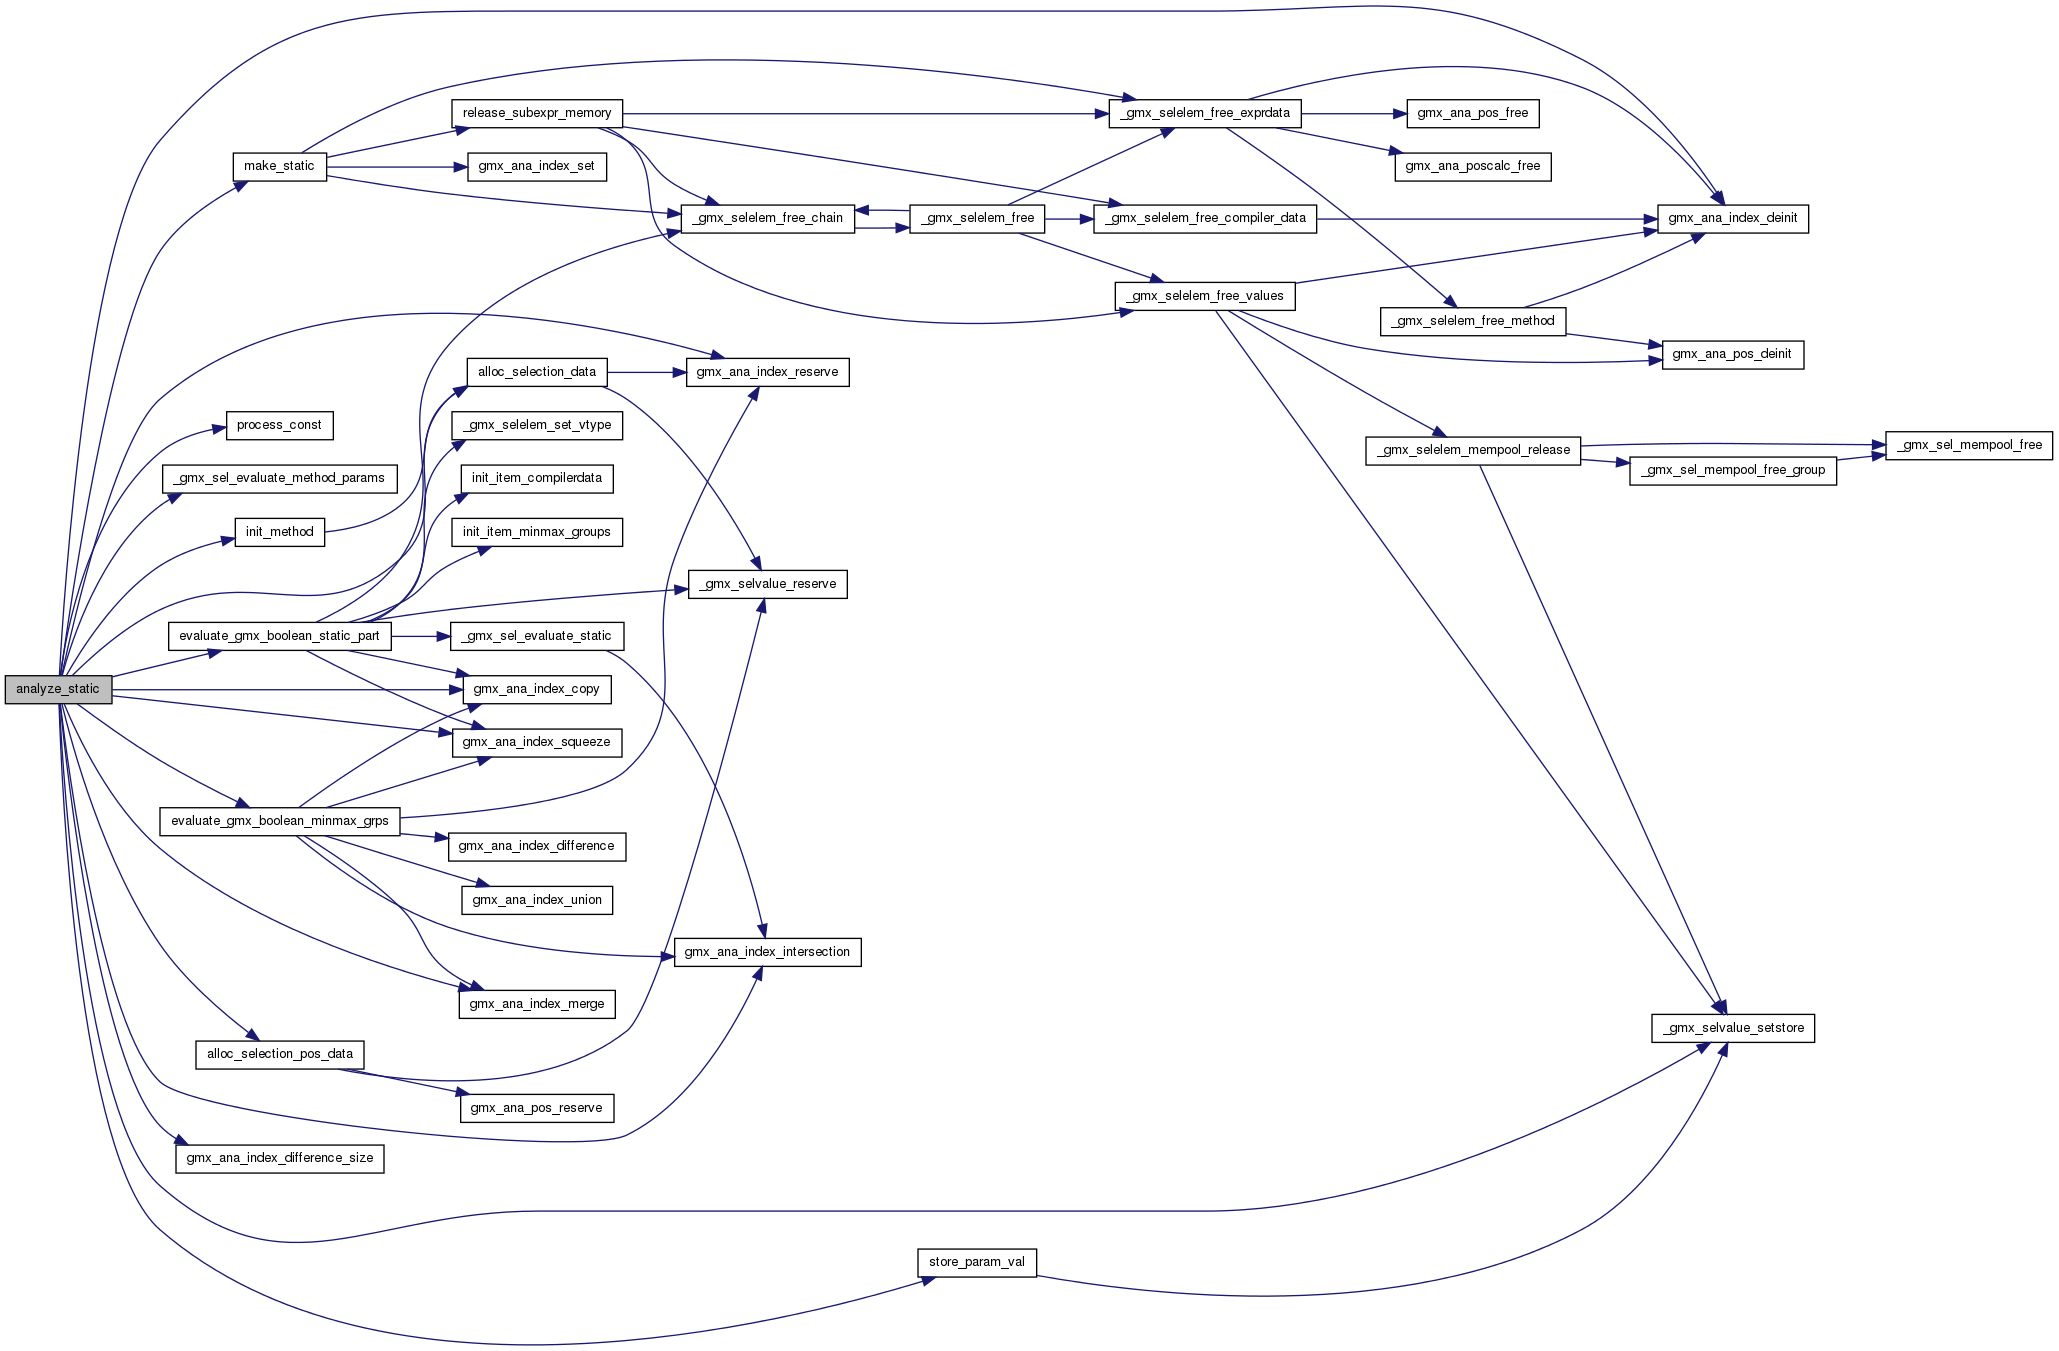 release_subexpr_memory
_gmx_selelem_free_exprdata
gmx_ana_pos_free
make_static
gmx_ana_index_set
gmx_ana_poscalc_free
_gmx_selelem_free_chain
_gmx_selelem_free
_gmx_selelem_free_compiler_data
gmx_ana_index_deinit
_gmx_selelem_free_values
_gmx_selelem_free_method
gmx_ana_pos_deinit
alloc_selection_data
gmx_ana_index_reserve
process_const
_gmx_selelem_set_vtype
_gmx_selelem_mempool_release
_gmx_sel_mempool_free
_gmx_sel_mempool_free_group
_gmx_sel_evaluate_method_params
init_item_compilerdata
init_method
init_item_minmax_groups
_gmx_selvalue_reserve
evaluate_gmx_boolean_static_part
_gmx_sel_evaluate_static
analyze_static
gmx_ana_index_copy
gmx_ana_index_squeeze
evaluate_gmx_boolean_minmax_grps
gmx_ana_index_difference
gmx_ana_index_union
gmx_ana_index_intersection
gmx_ana_index_merge
_gmx_selvalue_setstore
alloc_selection_pos_data
gmx_ana_pos_reserve
gmx_ana_index_difference_size
store_param_val